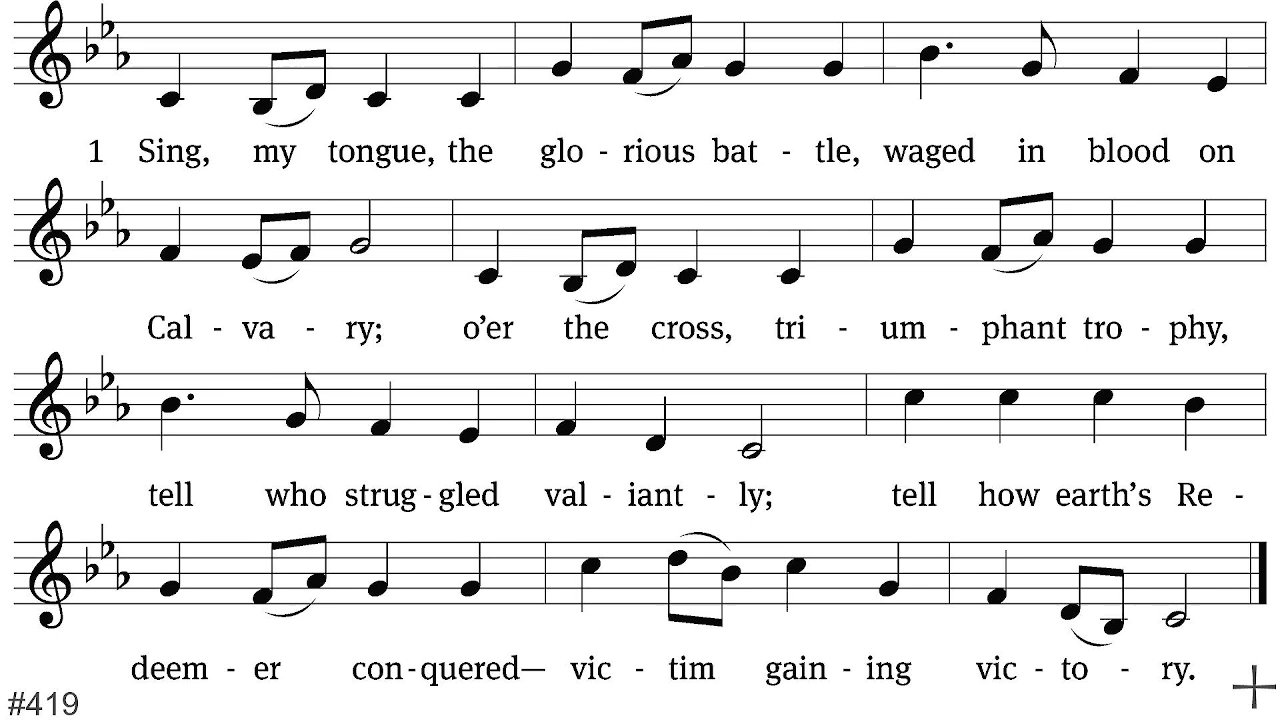 1 Sing, my tongue, the glo - rious bat - tle, waged in blood on
Cal - va - ry; o’er the cross, tri - um - phant tro - phy,
tell who strug - gled val - iant - ly; tell how earth’s Re -
deem - er con - quered— vic - tim gain - ing vic - to - ry.
#419